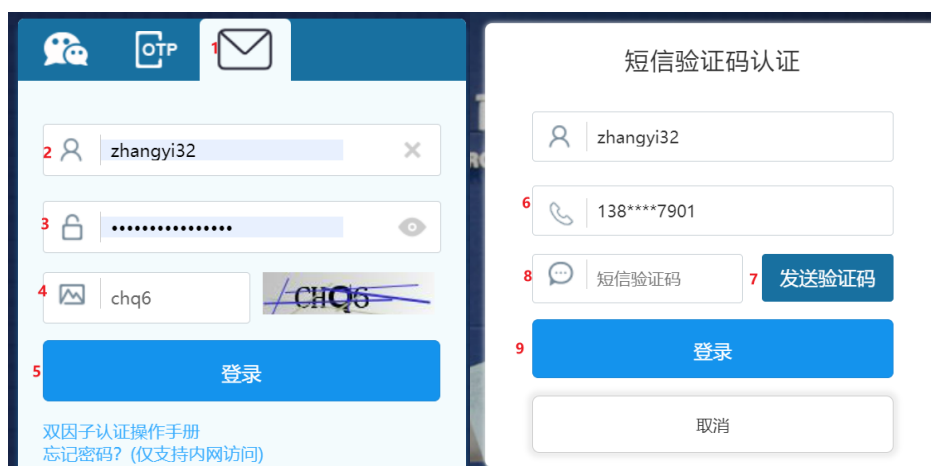 OTP
1
2 zhangyi32
3 ••••••••••••••••
4 chq6 CHQ6
5 登录
双因子认证操作手册
忘记密码？(仅支持内网访问)
短信验证码认证
zhangyi32
6 138****7901
8 短信验证码 7 发送验证码
9 登录
取消